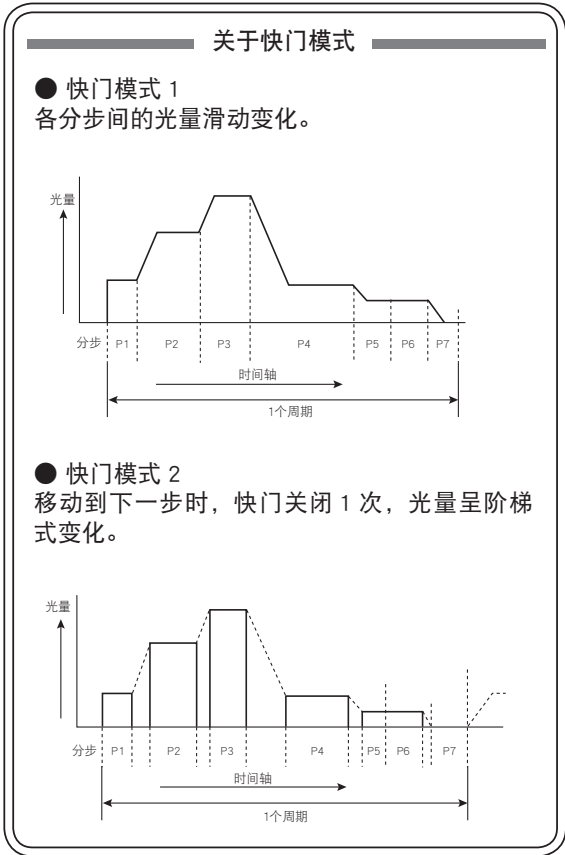 关于快门模式
● 快门模式 1
各分步间的光量滑动变化。
光量
分步 P1 P2 P3 P4 P5 P6 P7
时间轴
1个周期
● 快门模式 2
移动到下一步时，快门关闭 1 次，光量呈阶梯
式变化。
光量
分步 P1 P2 P3 P4 P5 P6 P7
时间轴
1个周期